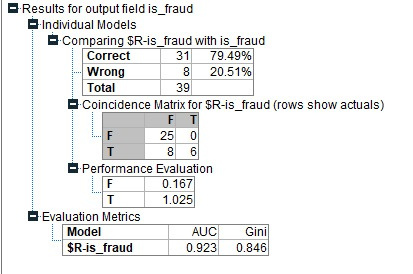 Results for output field is_fraud
Individual Models
Comparing $R-is_fraud with is_fraud
Correct 31 79.49%
Wrong 8 20.51%
Total 39
Coincidence Matrix for $R-is_fraud (rows show actuals)
F T
F 25 0
T 8 6
Performance Evaluation
F 0.167
T 1.025
Evaluation Metrics
Model AUC Gini
$R-is_fraud 0.923 0.846